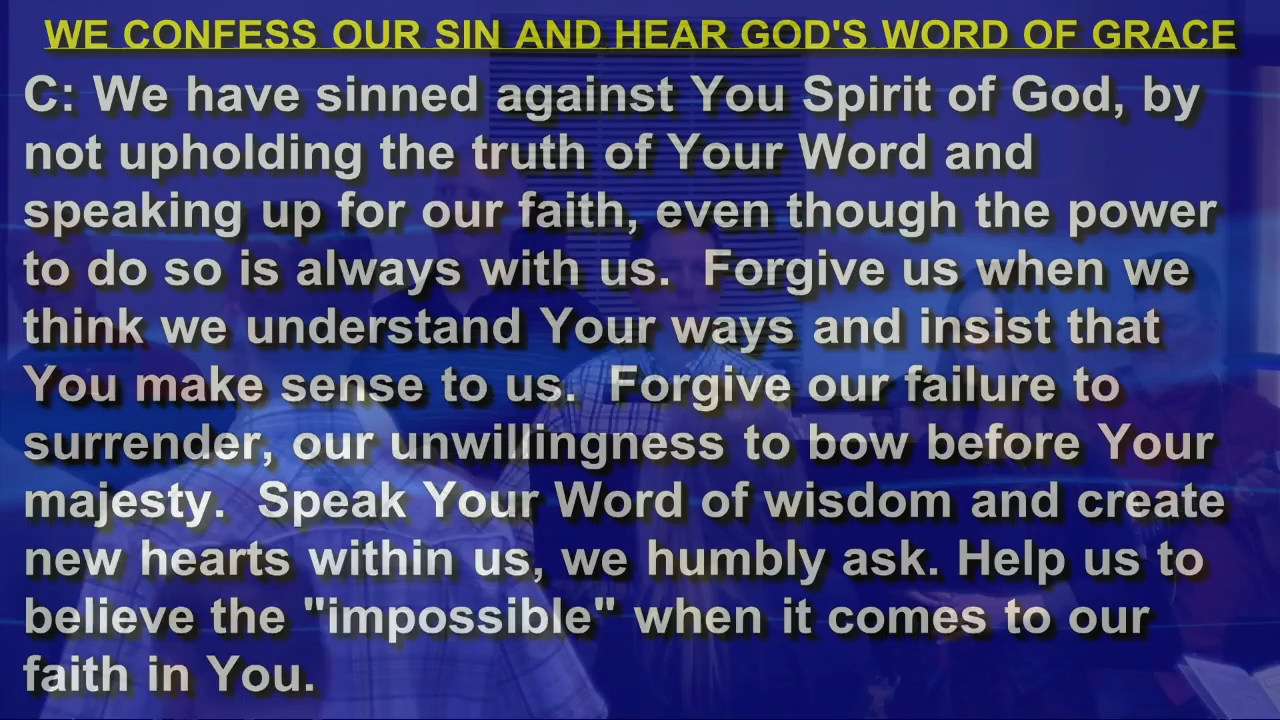 WE CONFESS OUR SIN AND HEAR GOD'S WORD OF GRACE
C: We have sinned against You Spirit of God, by
not upholding the truth of Your Word and
speaking up for our faith, even though the power
to do so is always with us.  Forgive us when we
think we understand Your ways and insist that
You make sense to us.  Forgive our failure to
surrender, our unwillingness to bow before Your
majesty.  Speak Your Word of wisdom and create
new hearts within us, we humbly ask. Help us to
believe the "impossible" when it comes to our
faith in You.